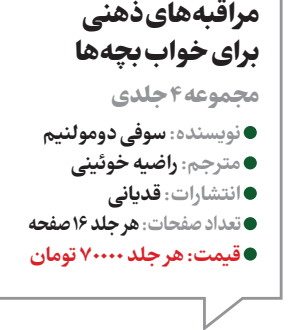 مراقبه‌های ذهنی
برای خواب بچه‌ها
مجموعه ۴ جلدی
● نویسنده: سوفی دومولنیم
● مترجم: راضیه خوئینی
● انتشارات: قدیانی
● تعداد صفحات: هر جلد ۱۶ صفحه
● قیمت: هر جلد ۷۰۰۰۰ تومان